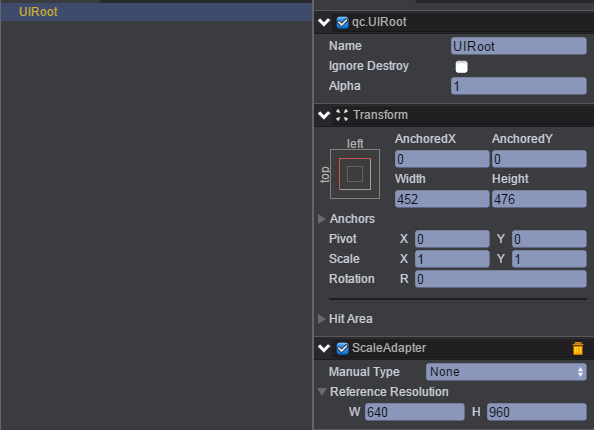 UIRoot
qc.UIRoot
Name UIRoot
Ignore Destroy
Alpha 1
Transform
left
top
AnchoredX AnchoredY
0 0
Width Height
452 476
Anchors
Pivot X 0 Y 0
Scale X 1 Y 1
Rotation R 0
Hit Area
ScaleAdapter
Manual Type None
Reference Resolution
W 640 H 960